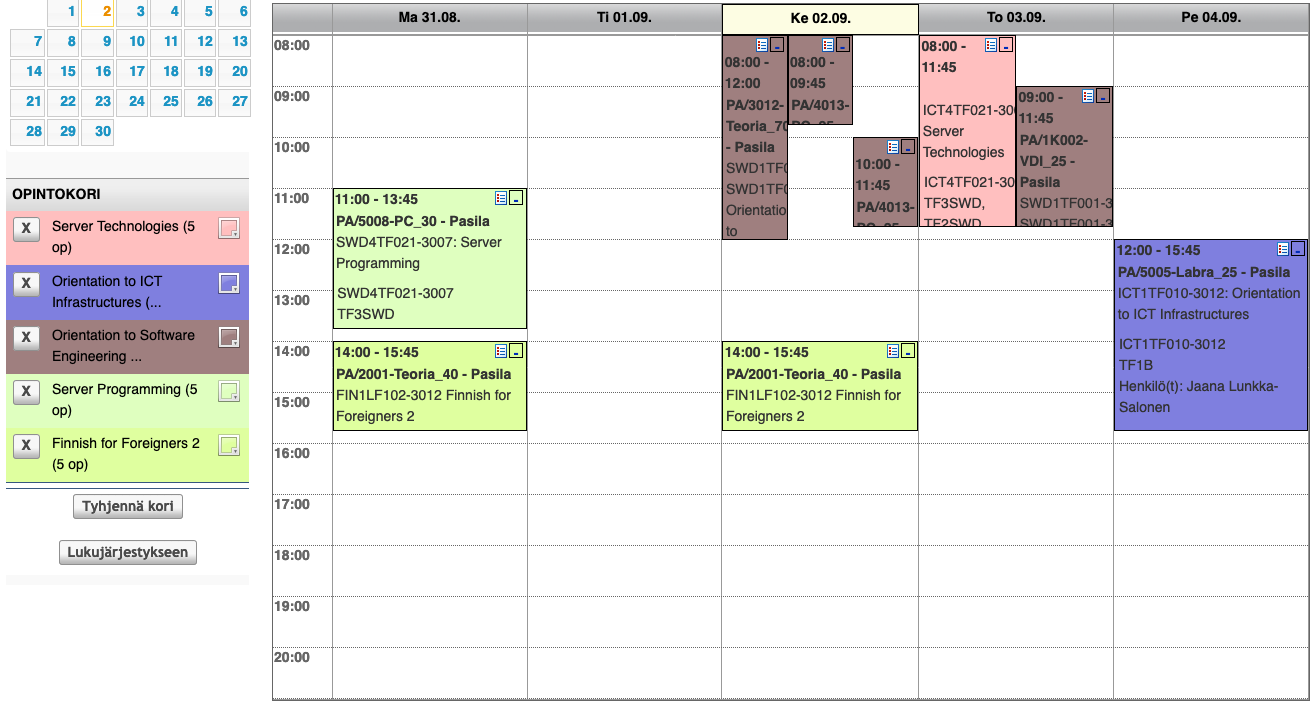 1 2 3 4 5 6
7 8 9 10 11 12 13
14 15 16 17 18 19 20
21 22 23 24 25 26 27
28 29 30
OPINTOKORI
X Server Technologies (5
op)
X Orientation to ICT
Infrastructures (...
X Orientation to Software
Engineering ...
X Server Programming (5
op)
X Finnish for Foreigners 2
(5 op)
Tyhjennä kori
Lukujärjestykseen
Ma 31.08. Ti 01.09. Ke 02.09. To 03.09. Pe 04.09.
08:00
09:00
10:00
11:00
12:00
13:00
14:00
15:00
16:00
17:00
18:00
19:00
20:00
11:00 - 13:45
PA/5008-PC_30 - Pasila
SWD4TF021-3007: Server
Programming
SWD4TF021-3007
TF3SWD
14:00 - 15:45
PA/2001-Teoria_40 - Pasila
FIN1LF102-3012 Finnish for
Foreigners 2
08:00 -
12:00
PA/3012-
Teoria_70
- Pasila
SWD1TF0
SWD1TF0
Orientatio
to
08:00 -
09:45
PA/4013-
10:00 -
11:45
PA/4013-
14:00 - 15:45
PA/2001-Teoria_40 - Pasila
FIN1LF102-3012 Finnish for
Foreigners 2
08:00 -
11:45
ICT4TF021-300
Server
Technologies
ICT4TF021-30
TF3SWD,
TF2SWD
09:00 -
11:45
PA/1K002-
VDI_25 -
Pasila
SWD1TF001-3
SWD1TF001-3
12:00 - 15:45
PA/5005-Labra_25 - Pasila
ICT1TF010-3012: Orientation
to ICT Infrastructures
ICT1TF010-3012
TF1B
Henkilö(t): Jaana Lunkka-
Salonen